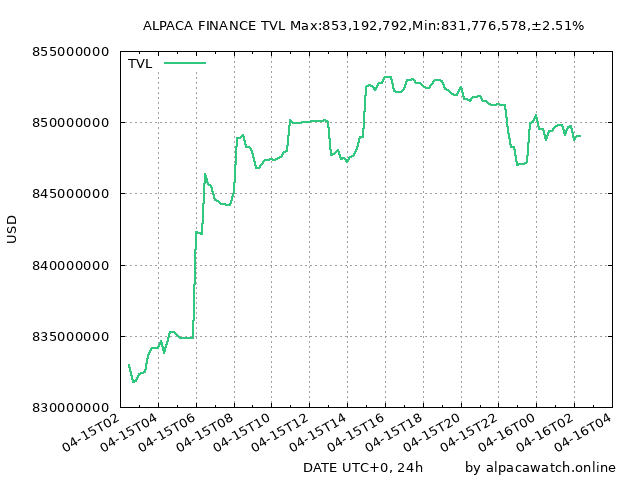 ALPACA FINANCE TVL Max:853,192,792,Min:831,776,578,±2.51%
TVL
855000000
850000000
845000000
840000000
835000000
830000000
USD
04-15T02
04-15T04
04-15T06
04-15T08
04-15T10
04-15T12
04-15T14
04-15T16
04-15T18
04-15T20
04-15T22
04-16T00
04-16T02
04-16T04
DATE UTC+0, 24h
by alpacawatch.online